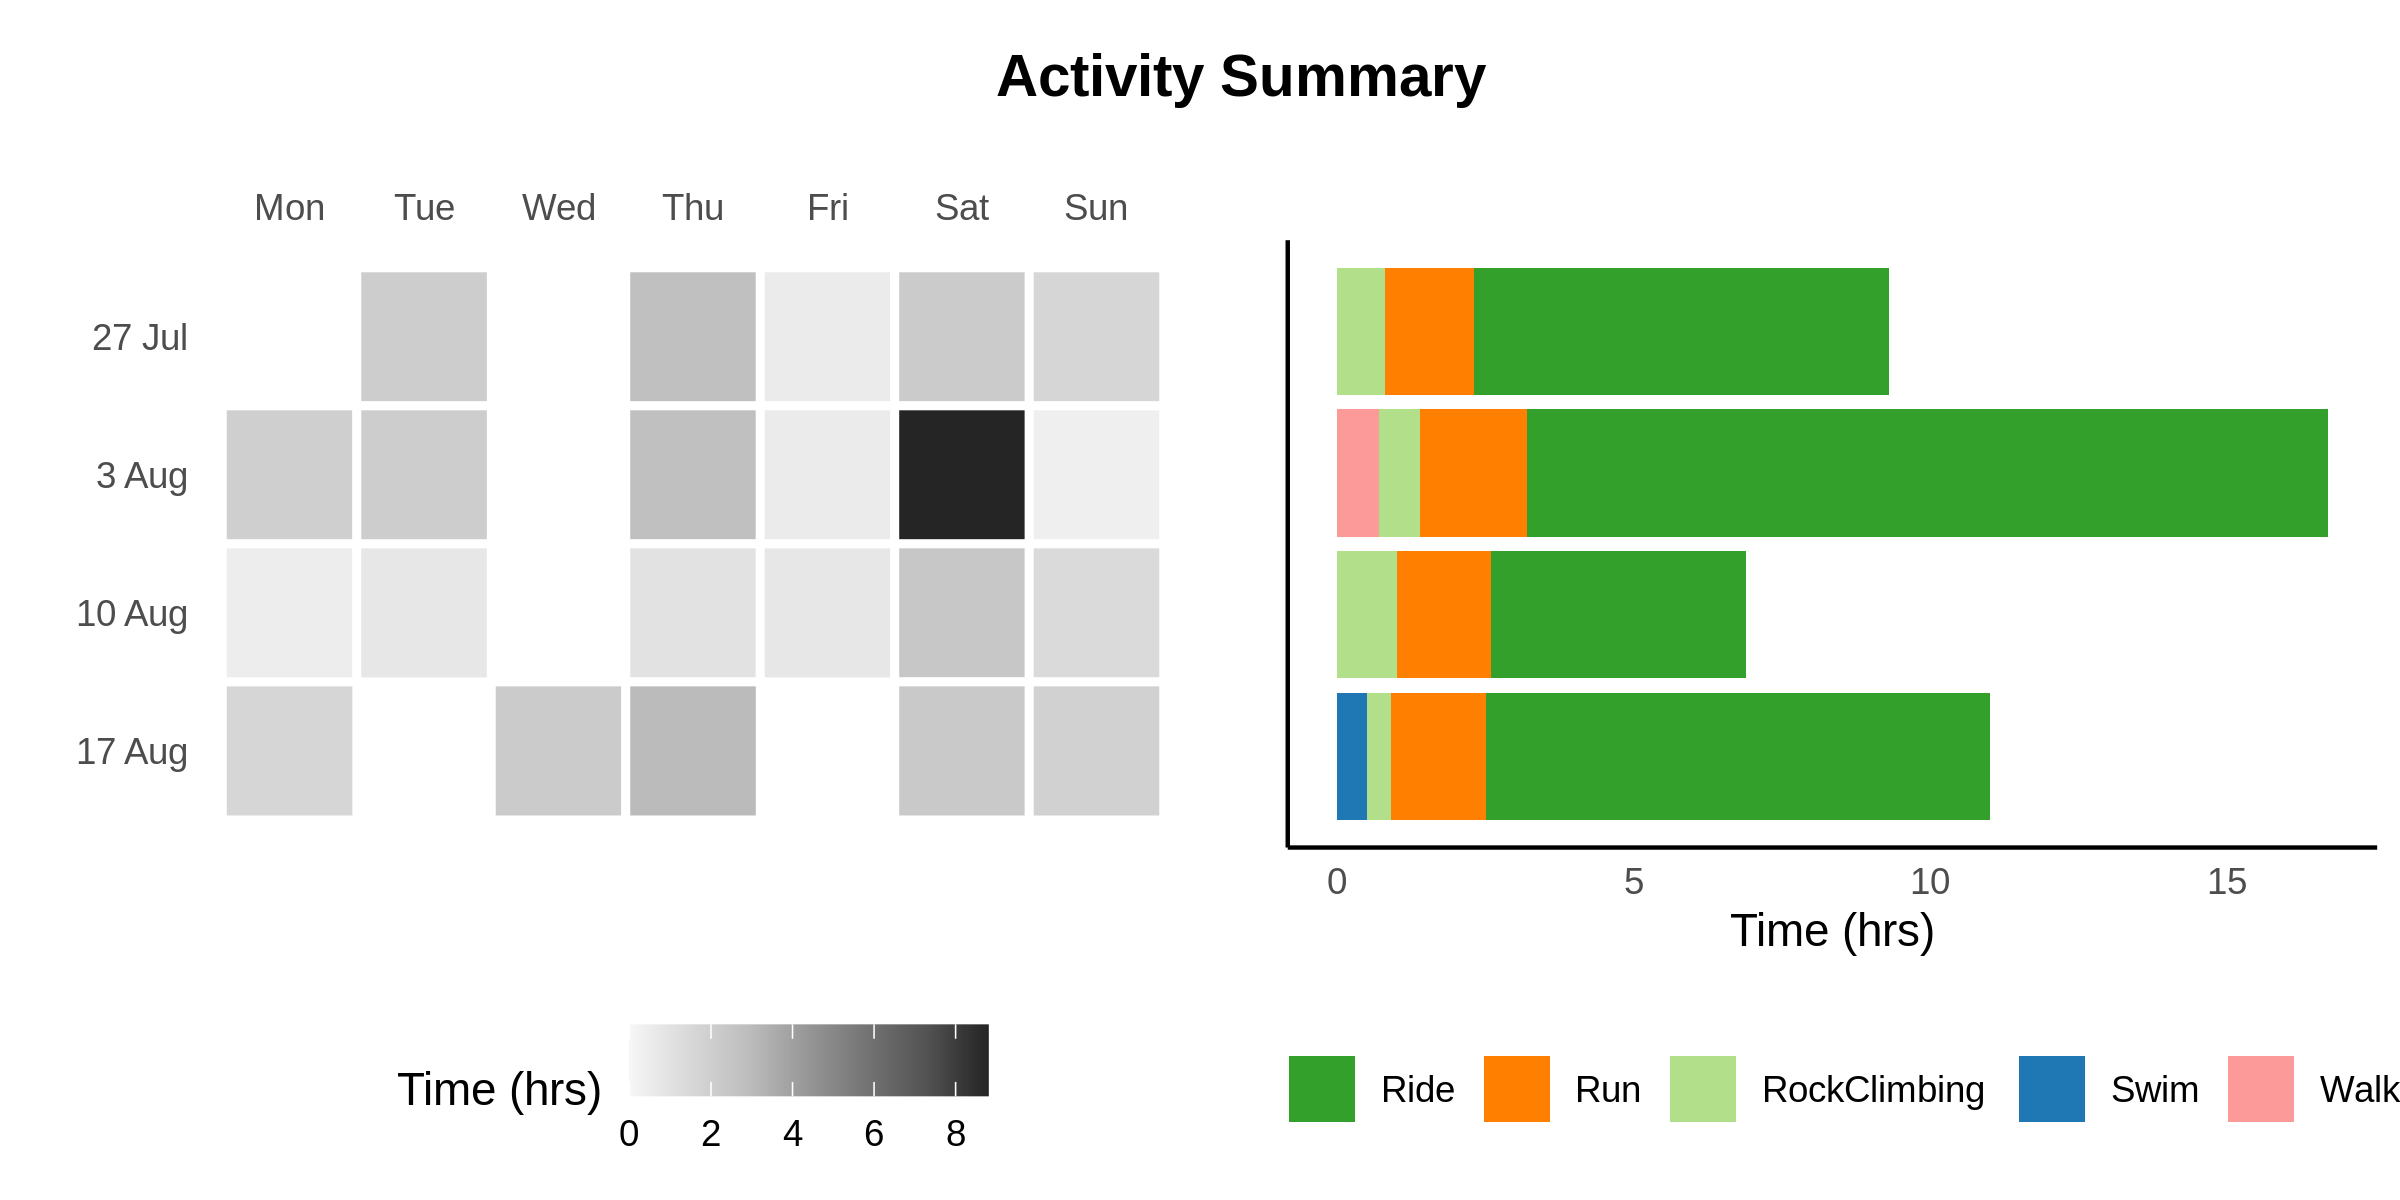 Activity Summary
Mon Tue Wed Thu Fri Sat Sun
27 Jul
3 Aug
10 Aug
17 Aug
0 5 10 15
Time (hrs)
Time (hrs)
0 2 4 6 8
Ride Run RockClimbing Swim Walk